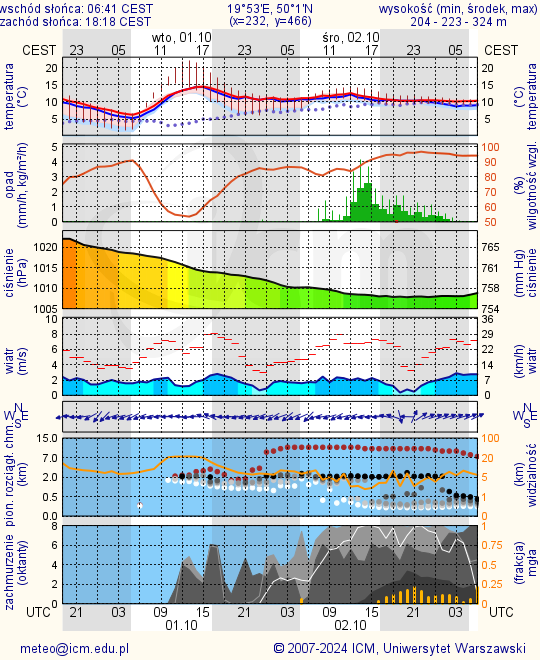 wschód słońca: 06:41 CEST 19°53'E, 50°1'N wysokość (min, środek, max)
zachód słońca: 18:18 CEST (x=232, y=466) 204 - 223 - 324 m
wto, 01.10 śro, 02.10
CEST 23 05 11 17 23 05 11 17 23 05 CEST
temperatura (°C)
20
15
10
5
20
15
10
5
(°C) temperatura
opad (mm/h, kg/m²/h)
5
4
3
2
1
0
100
90
80
70
60
50
(%) wilgotność wzgl.
ciśnienie (hPa)
1020
1015
1010
1005
765
761
758
754
(mm Hg) ciśnienie
wiatr (m/s)
10
8
6
4
2
0
36
29
22
14
7
0
(km/h) wiatr
N
W E
S
N
W E
S
pion. rozciągł. chm. (km)
15.0
7.0
2.0
0.5
0.0
100
20
5
1
0
(km) widzialność
zachmurzenie (oktanty)
8
6
4
2
0
1
0.75
0.5
0.25
0
(frakcja) mgła
UTC 21 03 09 15 21 03 09 15 21 03 UTC
01.10 02.10
meteo@icm.edu.pl © 2007-2024 ICM, Uniwersytet Warszawski